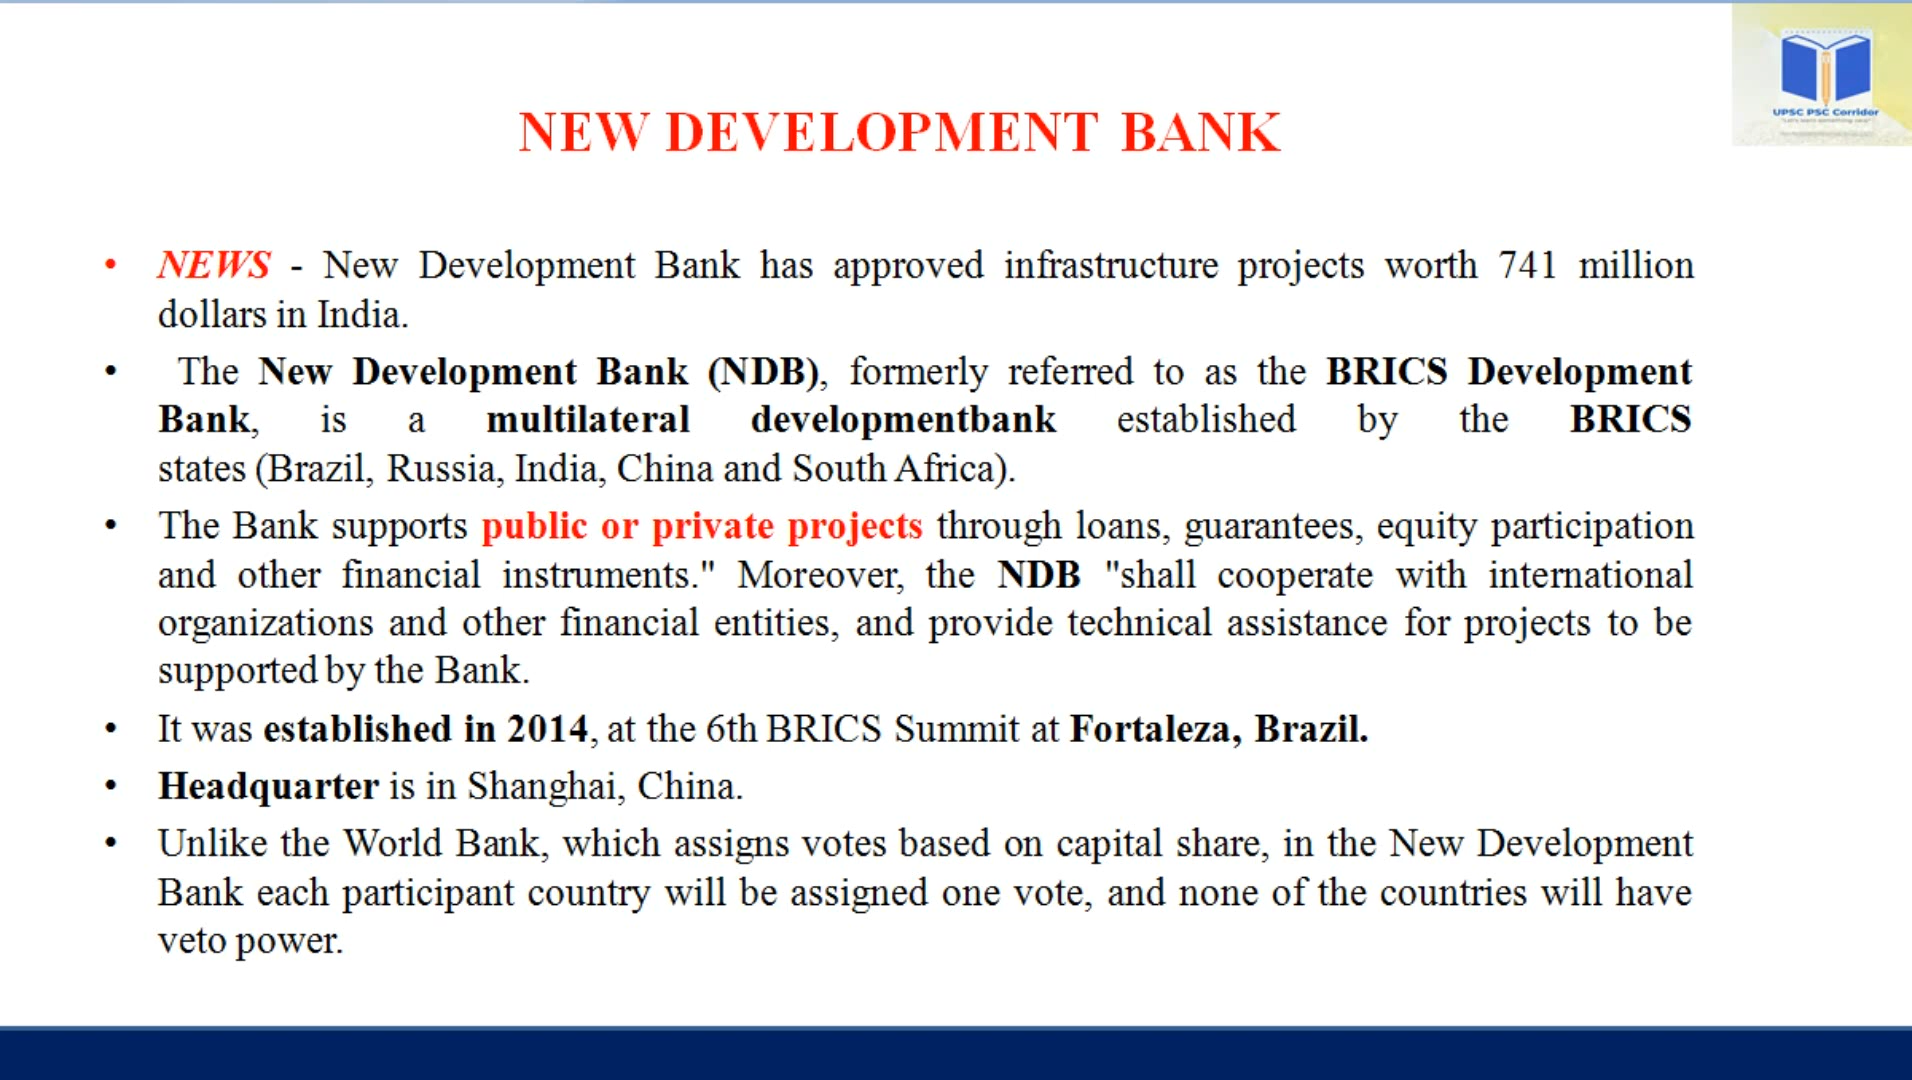 UPSC PSC Corridor
NEW DEVELOPMENT BANK
• NEWS - New Development Bank has approved infrastructure projects worth 741 million
dollars in India.
• The New Development Bank (NDB), formerly referred to as the BRICS Development
Bank, is a multilateral developmentbank established by the BRICS
states (Brazil, Russia, India, China and South Africa).
• The Bank supports public or private projects through loans, guarantees, equity participation
and other financial instruments." Moreover, the NDB "shall cooperate with international
organizations and other financial entities, and provide technical assistance for projects to be
supported by the Bank.
• It was established in 2014, at the 6th BRICS Summit at Fortaleza, Brazil.
• Headquarter is in Shanghai, China.
• Unlike the World Bank, which assigns votes based on capital share, in the New Development
Bank each participant country will be assigned one vote, and none of the countries will have
veto power.